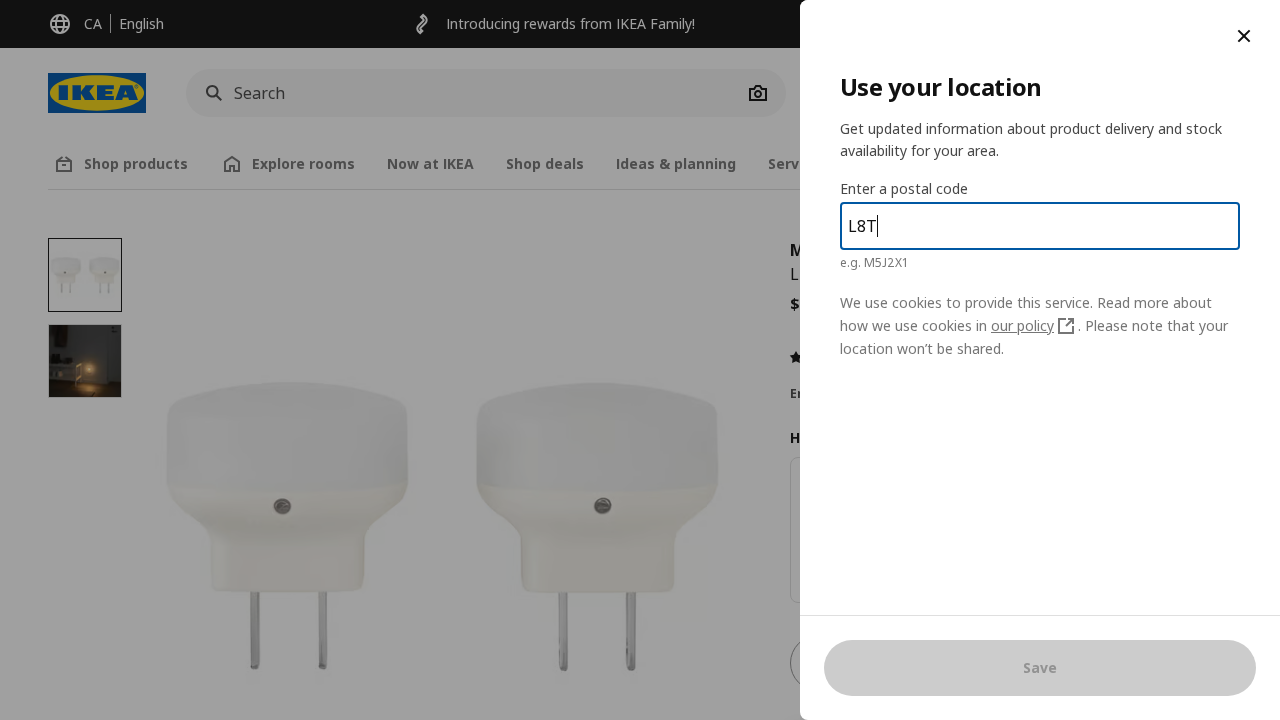 CA
English
Introducing rewards from IKEA Family!
IKEA
Search
Shop products
Explore rooms
Now at IKEA
Shop deals
Ideas & planning
Serv
M
L
$
H
Use your location
Get updated information about product delivery and stock
availability for your area.
Enter a postal code
L8T
e.g. M5J2X1
We use cookies to provide this service. Read more about
how we use cookies in our policy . Please note that your
location won’t be shared.
Save